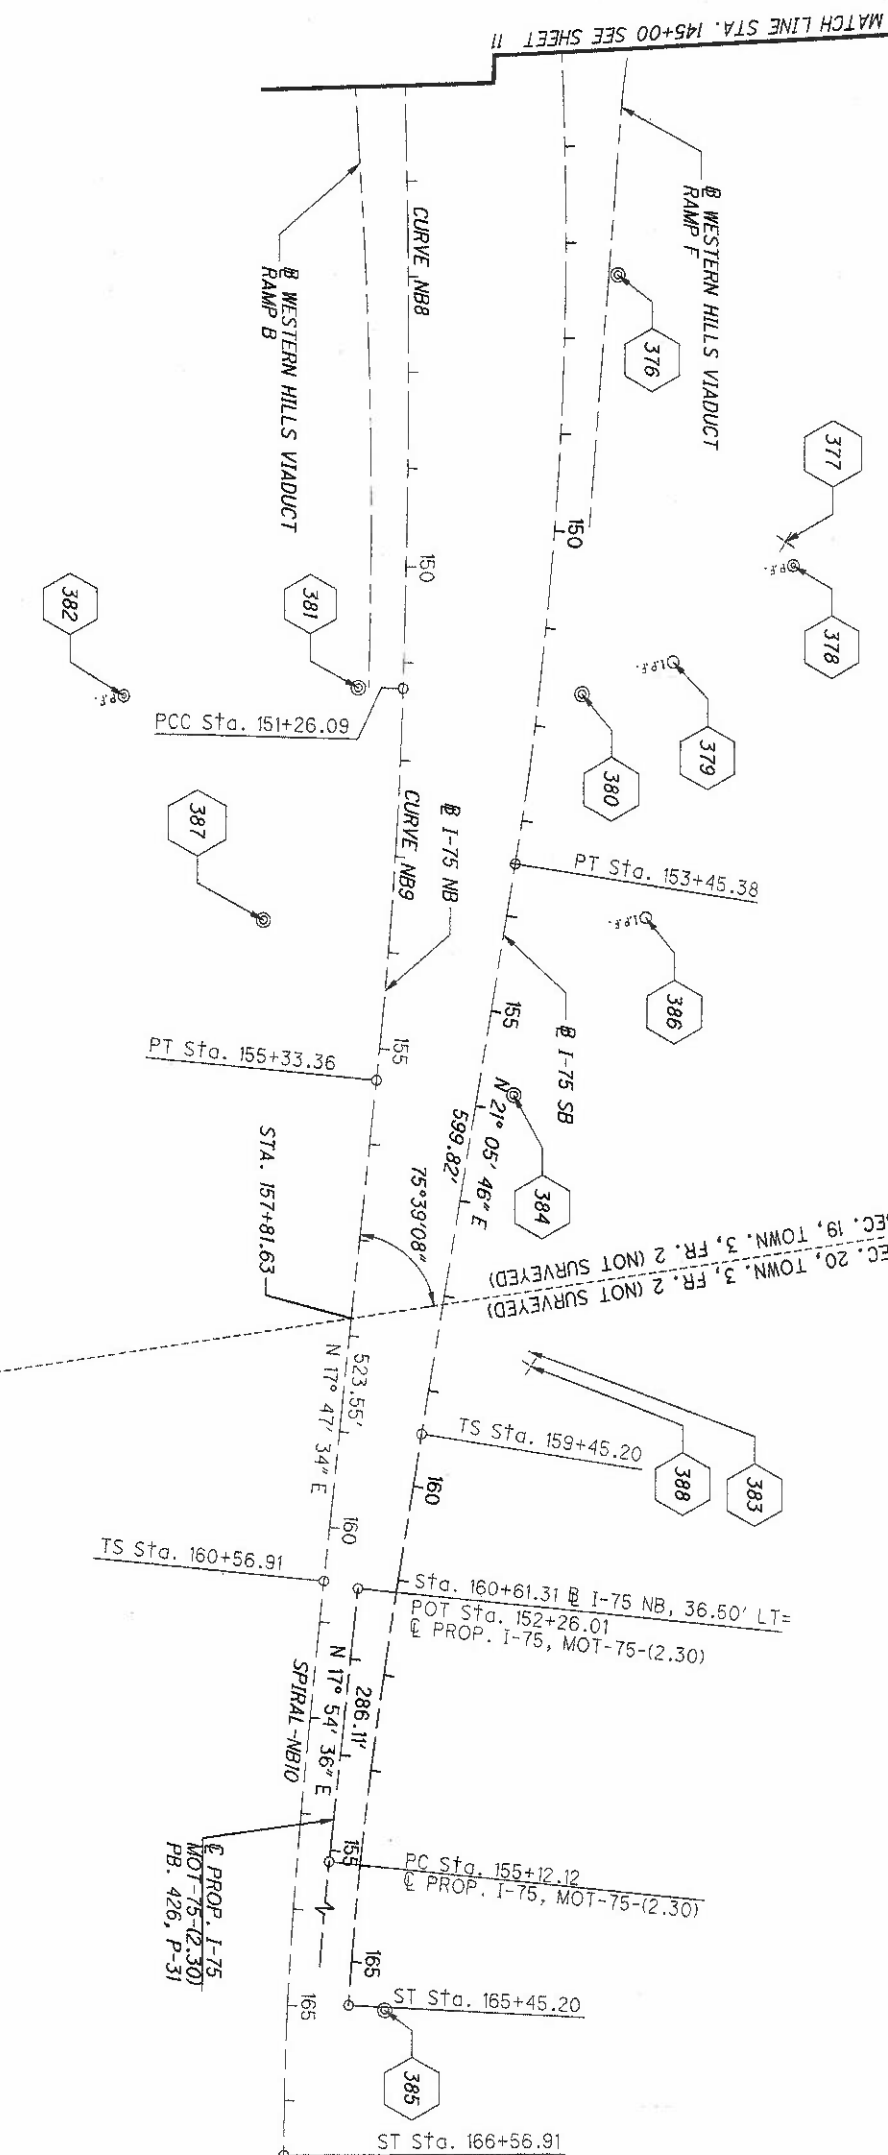 MATCH LINE STA. 145+00 SEE SHEET 11
℄ WESTERN HILLS VIADUCT
RAMP F
376
377
P.F.
378
CURVE NB8
℄ WESTERN HILLS VIADUCT
RAMP B
150
150
382
P.F.
381
PCC Sta. 151+26.09
I.P.F.
379
380
387
CURVE NB9
℄ I-75 NB
PT Sta. 153+45.38
I.P.F.
386
155
℄ I-75 SB
PT Sta. 155+33.36
155
N 21° 05' 46" E
599.82'
384
STA. 157+81.63
75°39'08"
SEC. 19, TOWN. 3, FR. 2 (NOT SURVEYED)
SEC. 20, TOWN. 3, FR. 2 (NOT SURVEYED)
523.55'
N 17° 47' 34" E
TS Sta. 159+45.20
388
383
160
160
TS Sta. 160+56.91
Sta. 160+61.31 ℄ I-75 NB, 36.50' LT=
POT Sta. 152+26.01
℄ PROP. I-75, MOT-75-(2.30)
286.11'
N 17° 54' 36" E
SPIRAL-NB10
℄ PROP. I-75
MOT-75-(2.30)
PB. 426, P-31
155
PC Sta. 155+12.12
℄ PROP. I-75, MOT-75-(2.30)
165
165
ST Sta. 165+45.20
385
ST Sta. 166+56.91